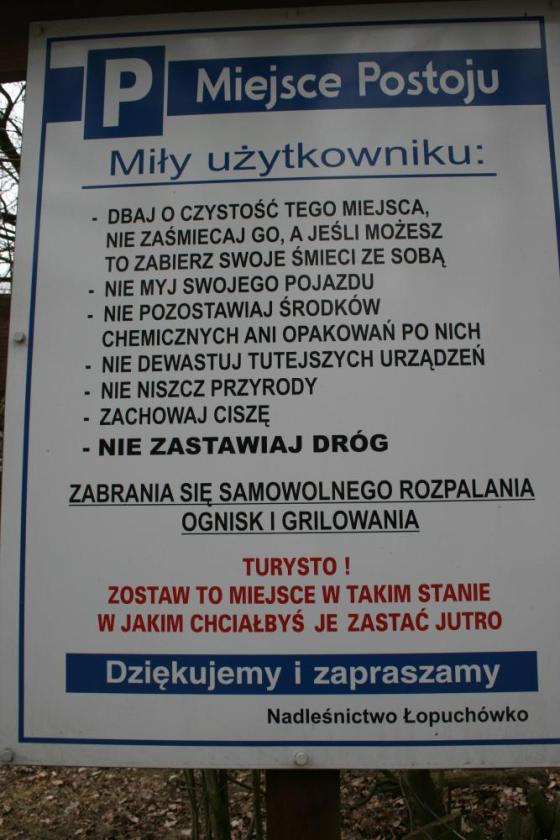 P Miejsce Postoju
Miły użytkowniku:
- DBAJ O CZYSTOŚĆ TEGO MIEJSCA,
NIE ZAŚMIECAJ GO, A JEŚLI MOŻESZ
TO ZABIERZ SWOJE ŚMIECI ZE SOBĄ
- NIE MYJ SWOJEGO POJAZDU
- NIE POZOSTAWIAJ ŚRODKÓW
CHEMICZNYCH ANI OPAKOWAŃ PO NICH
- NIE DEWASTUJ TUTEJSZYCH URZĄDZEŃ
- NIE NISZCZ PRZYRODY
- ZACHOWAJ CISZĘ
- NIE ZASTAWIAJ DRÓG
ZABRANIA SIĘ SAMOWOLNEGO ROZPALANIA
OGNISK I GRILOWANIA
TURYSTO !
ZOSTAW TO MIEJSCE W TAKIM STANIE
W JAKIM CHCIAŁBYŚ JE ZASTAĆ JUTRO
Dziękujemy i zapraszamy
Nadleśnictwo Łopuchówko